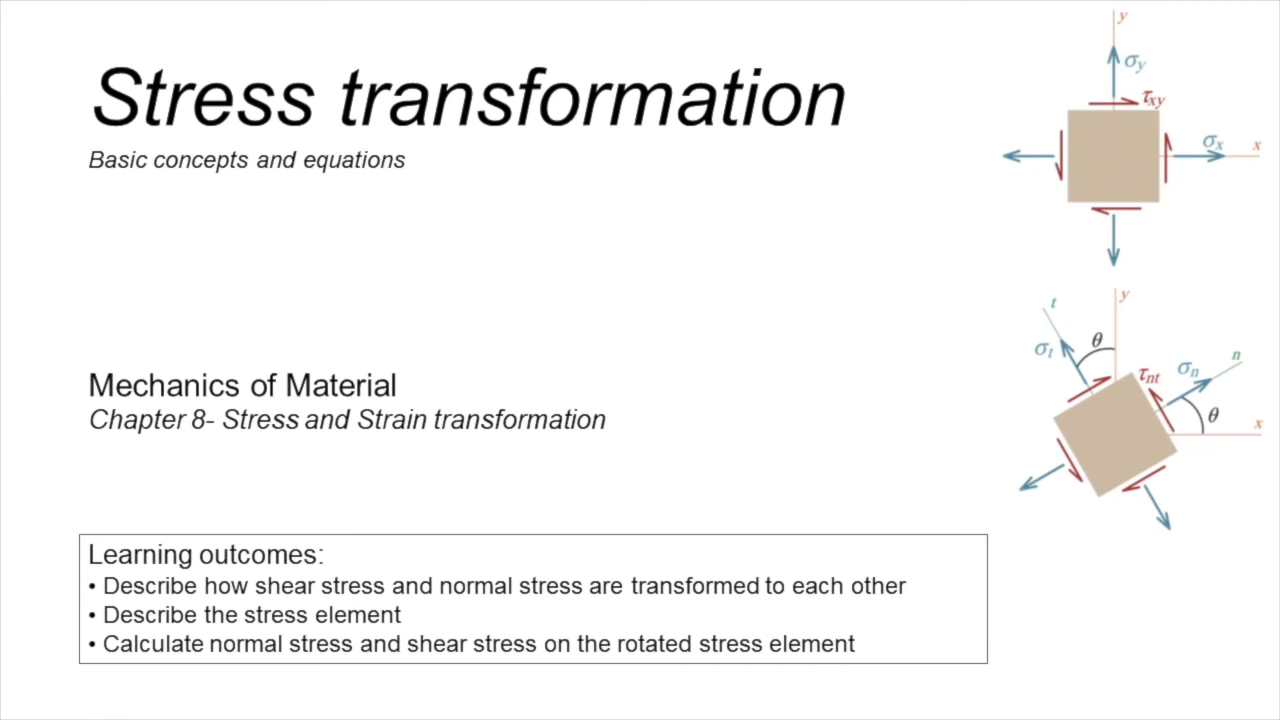 Stress transformation
Basic concepts and equations
Mechanics of Material
Chapter 8- Stress and Strain transformation
Learning outcomes:
• Describe how shear stress and normal stress are transformed to each other
• Describe the stress element
• Calculate normal stress and shear stress on the rotated stress element
y
σy
τxy
σx
x
t
y
θ
σt
τnt
σn
n
θ
x